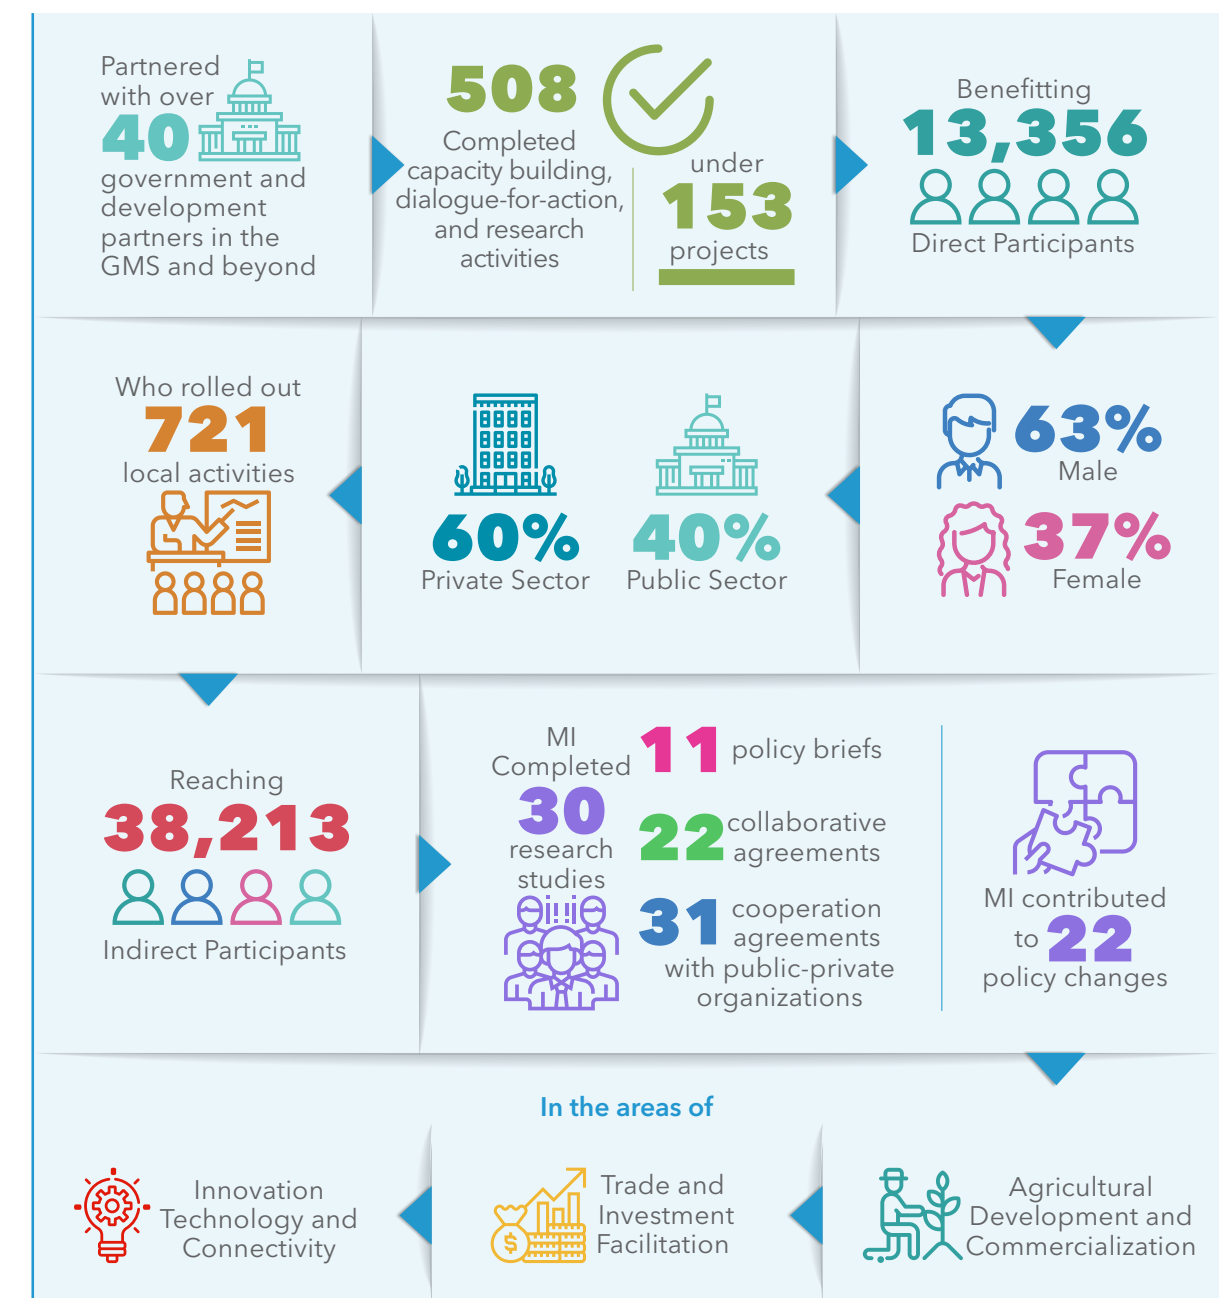 Partnered
with over
40
government and
development
partners in the
GMS and beyond
508
Completed
capacity building,
dialogue-for-action,
and research
activities
under
153
projects
Benefitting
13,356
Direct Participants
63%
Male
37%
Female
60%
Private Sector
40%
Public Sector
Who rolled out
721
local activities
Reaching
38,213
Indirect Participants
MI
Completed
30
research
studies
11 policy briefs
22 collaborative
agreements
31 cooperation
agreements
with public-private
organizations
MI contributed
to 22
policy changes
In the areas of
Agricultural
Development and
Commercialization
Trade and
Investment
Facilitation
$
Innovation
Technology and
Connectivity